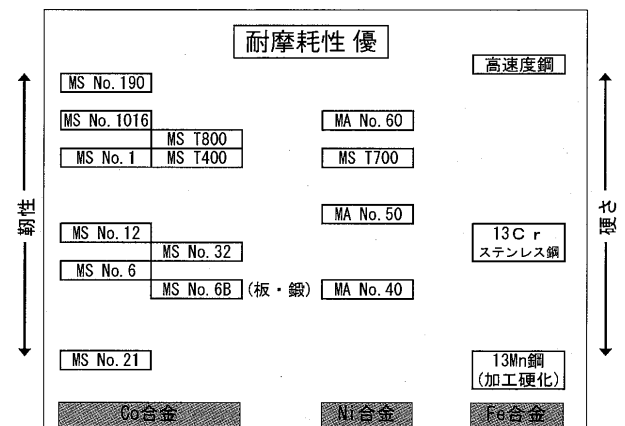 耐摩耗性 優
高速度鋼
MS No.190
MS No.1016
MA No.60
MS T800
MS No.1
MS T400
MS T700
靭性
硬さ
MA No.50
MS No.12
13Cr
ステンレス鋼
MS No.32
MS No.6
MS No.6B
(板・鍛)
MA No.40
MS No.21
13Mn鋼
(加工硬化)
Co合金
Ni合金
Fe合金